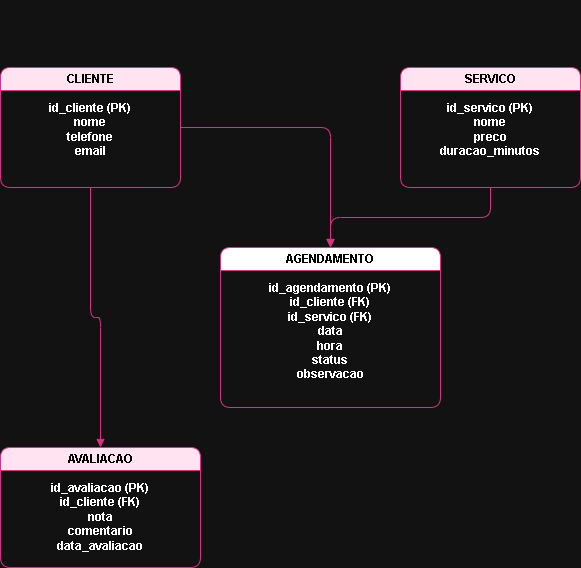 CLIENTE
id_cliente (PK)
nome
telefone
email
SERVICO
id_servico (PK)
nome
preco
duracao_minutos
AGENDAMENTO
id_agendamento (PK)
id_cliente (FK)
id_servico (FK)
data
hora
status
observacao
AVALIACAO
id_avaliacao (PK)
id_cliente (FK)
nota
comentario
data_avaliacao